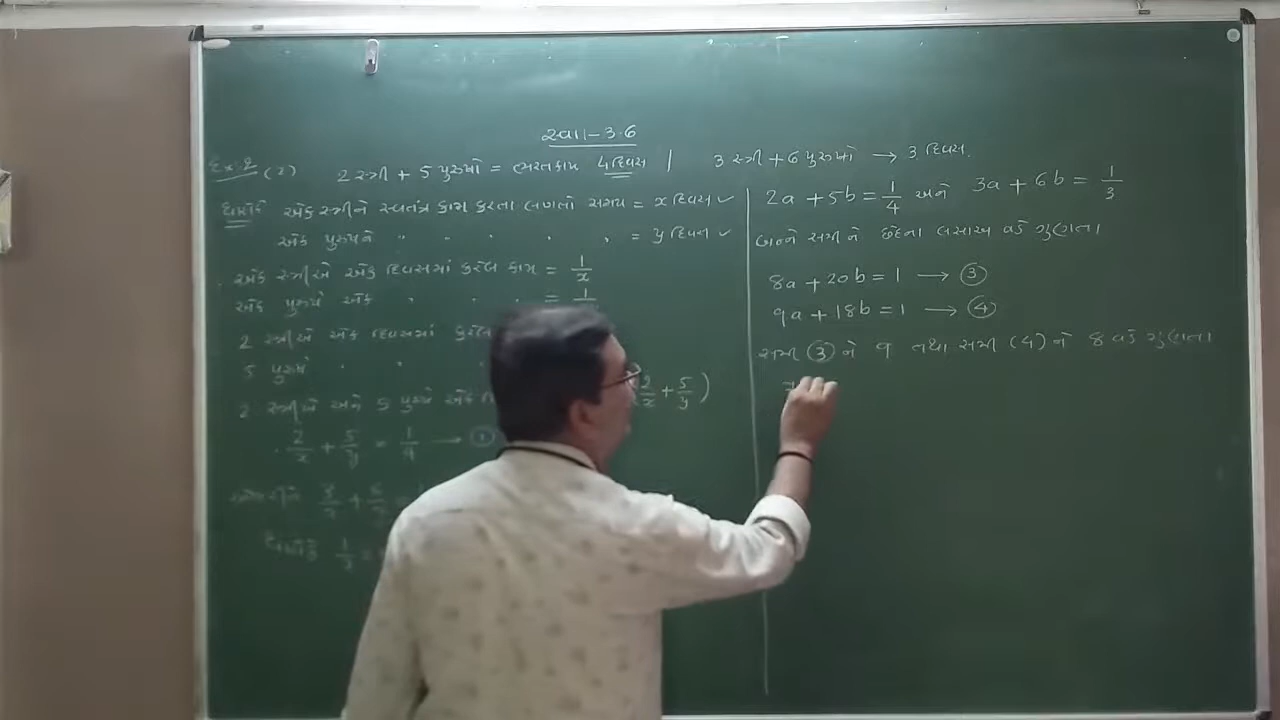 સ્વા.-3.6
Ex:2 (2) 2 સ્ત્રી + 5 પુરુષો = ભરતકામ 4 દિવસ | 3 સ્ત્રી + 6 પુરુષો → 3 દિવસ.
ધારોકે એક સ્ત્રીને સ્વતંત્ર કામ કરતા લાગતો સમય = x દિવસ ✓
એક પુરુષને " " " " , = y દિવસ ✓
. એક સ્ત્રીએ એક દિવસમાં કરેલ કામ = 1/x
એક પુરુષે એક " " " = 1/
2 સ્ત્રીએ એક દિવસમાં કરેલ
5 પુરુષે " "
2 સ્ત્રીએ અને 5 પુરુષે એક (2/x + 5/y)
2/x + 5/y = 1/4 → ①
3/x + 6/
ધારોકે 1/x
2a + 5b = 1/4 અને 3a + 6b = 1/3
બન્ને સમી ને છેદના લસાઅ વડે ગુણતા
8a + 20b = 1 → ③
9a + 18b = 1 → ④
સમી ③ ને 9 તથા સમી (4) ને 8 વડે ગુણતા